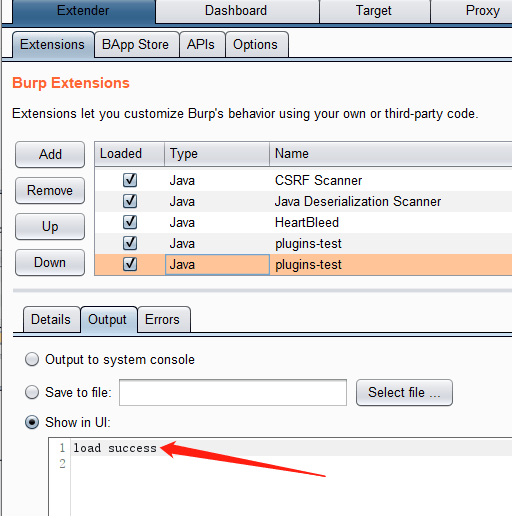 Extender Dashboard Target Proxy
Extensions BApp Store APIs Options
Burp Extensions
Extensions let you customize Burp's behavior using your own or third-party code.
Add
Remove
Up
Down
Loaded Type Name
Java CSRF Scanner
Java Java Deserialization Scanner
Java HeartBleed
Java plugins-test
Java plugins-test
Details Output Errors
Output to system console
Save to file: Select file ...
Show in UI:
1 load success
2